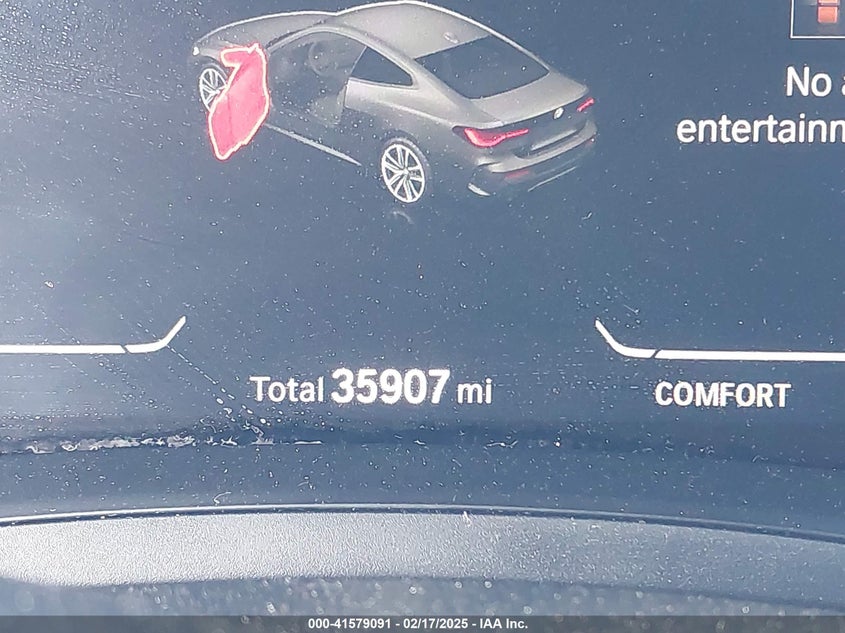 No
entertainn
Total 35907 mi
COMFORT
000-41579091 - 02/17/2025 - IAA Inc.